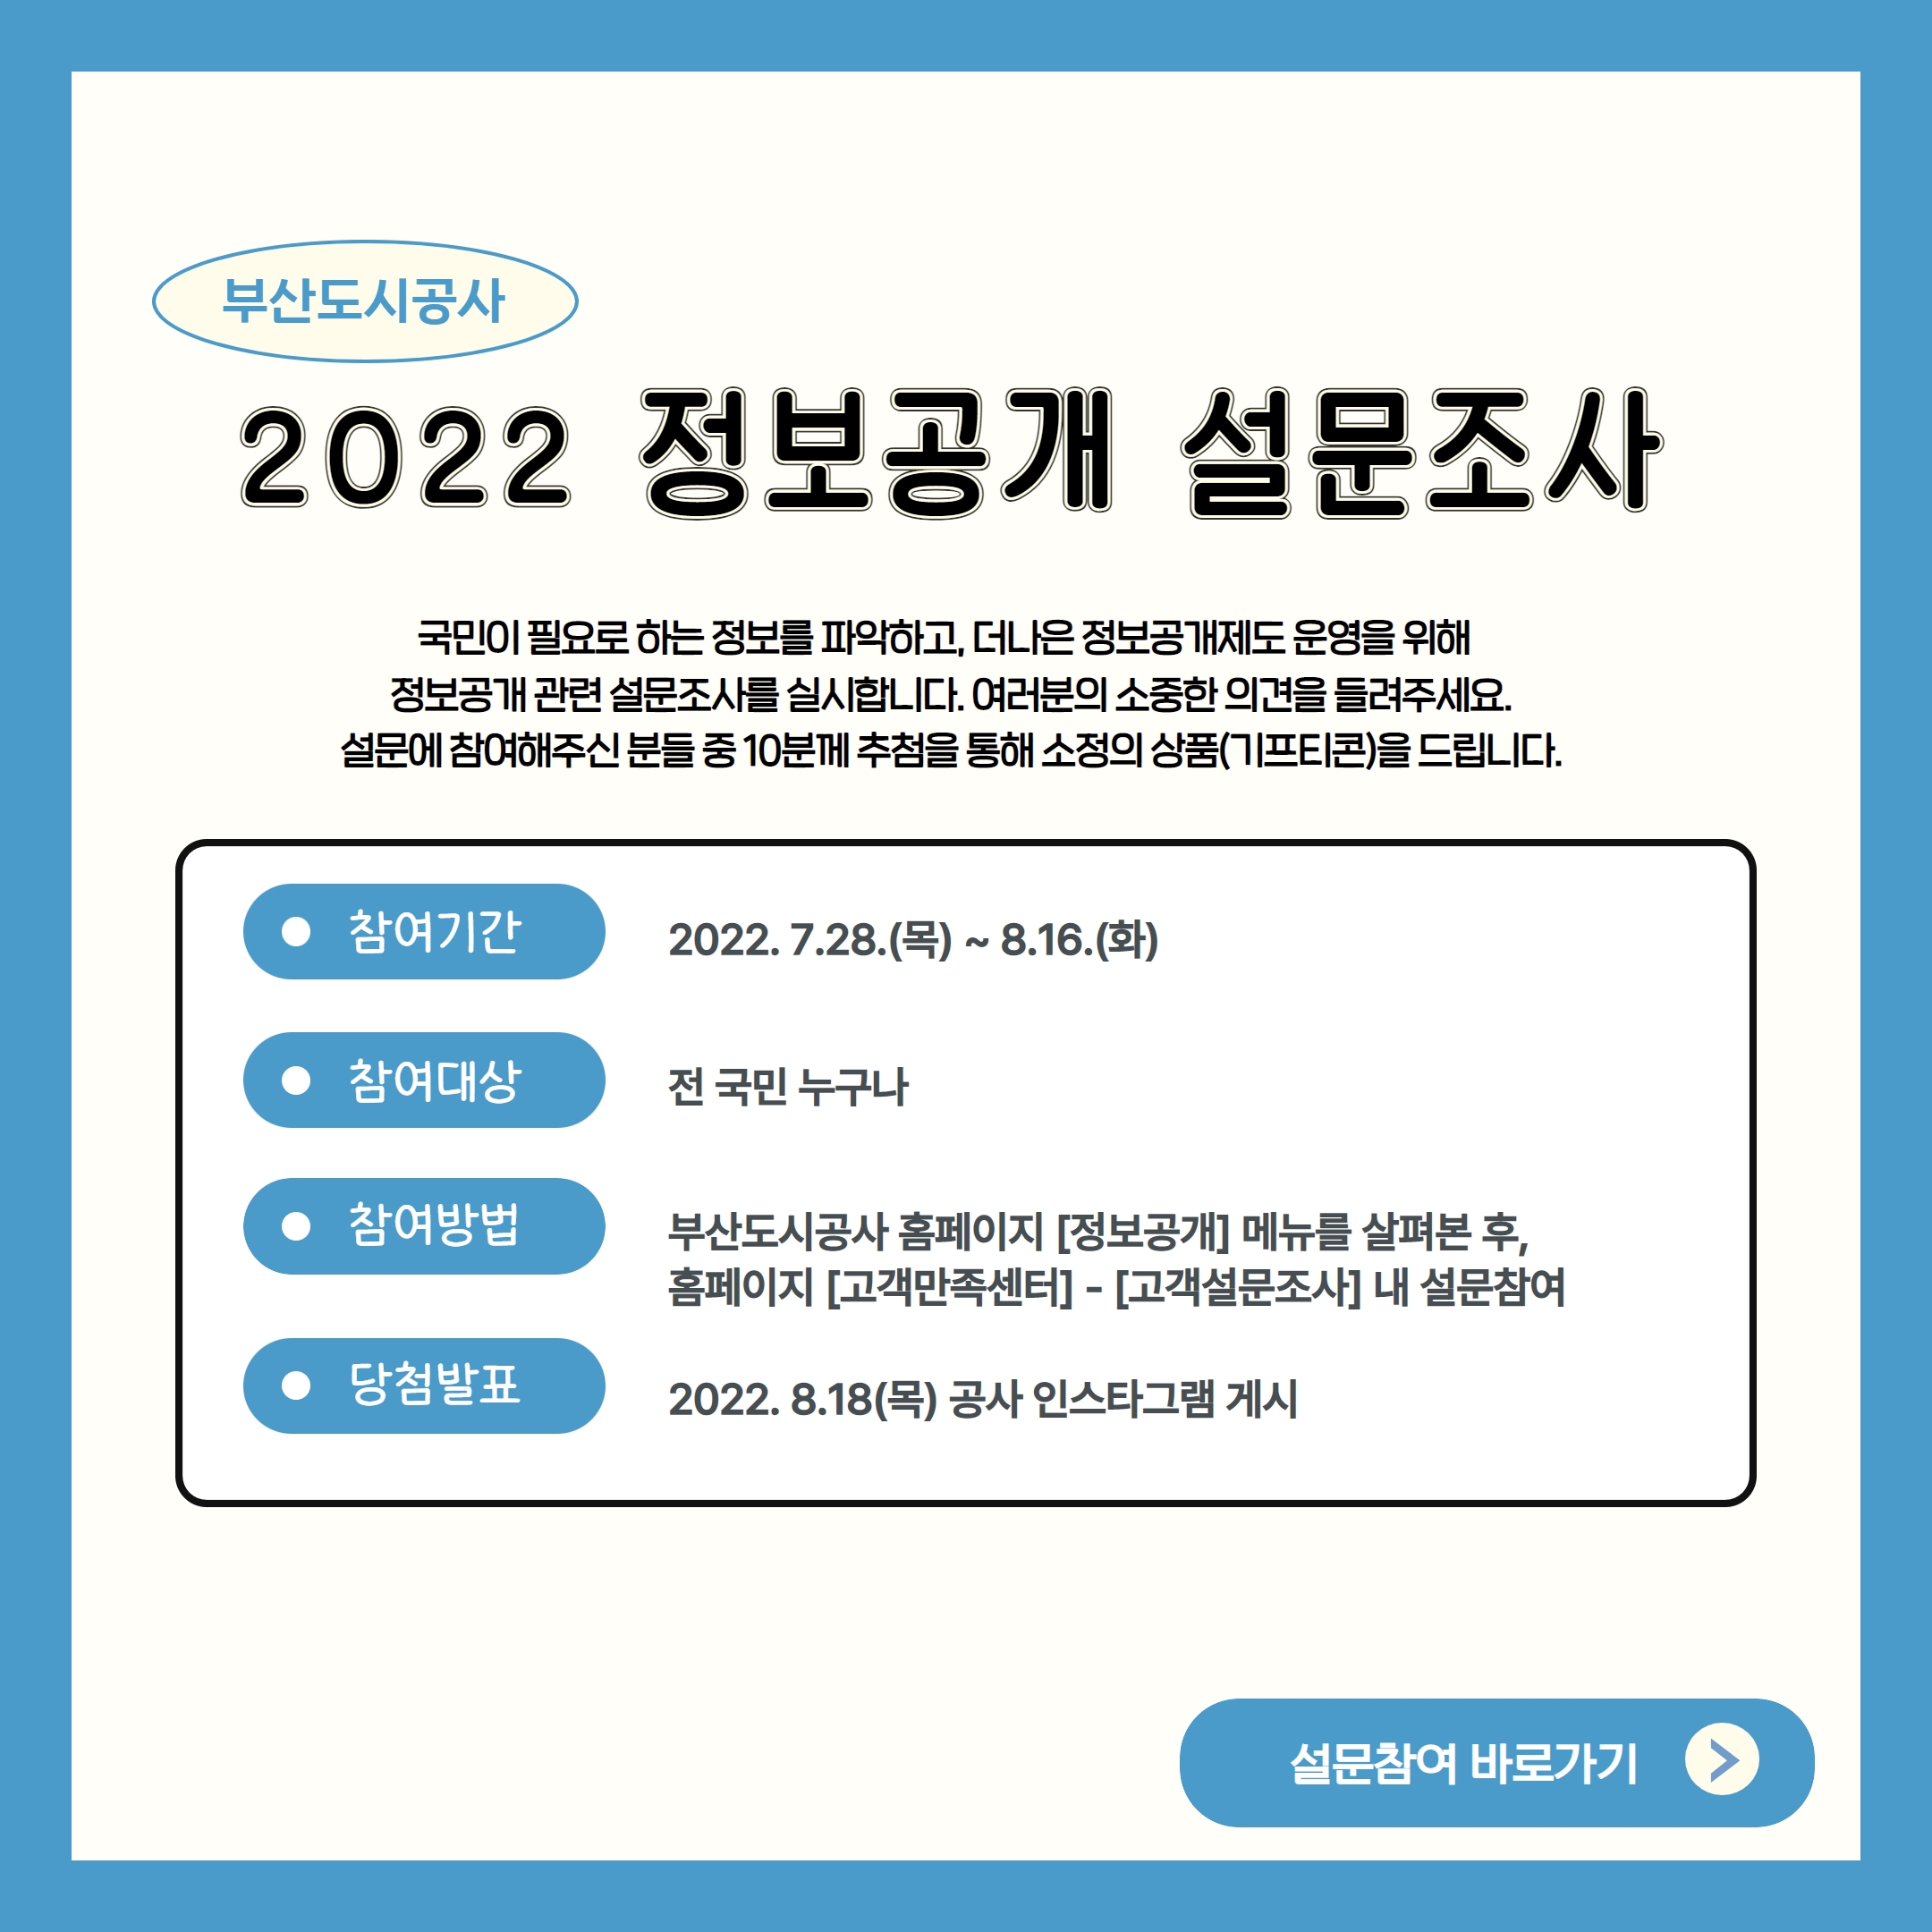 부산도시공사
2022 정보공개 설문조사
국민이 필요로 하는 정보를 파악하고, 더나은 정보공개제도 운영을 위해
정보공개 관련 설문조사를 실시합니다. 여러분의 소중한 의견을 들려주세요.
설문에 참여해주신 분들 중 10분께 추첨을 통해 소정의 상품(기프티콘)을 드립니다.
참여기간 2022. 7.28.(목) ~ 8.16.(화)
참여대상 전 국민 누구나
참여방법 부산도시공사 홈페이지 [정보공개] 메뉴를 살펴본 후,
홈페이지 [고객만족센터] - [고객설문조사] 내 설문참여
당첨발표 2022. 8.18(목) 공사 인스타그램 게시
설문참여 바로가기